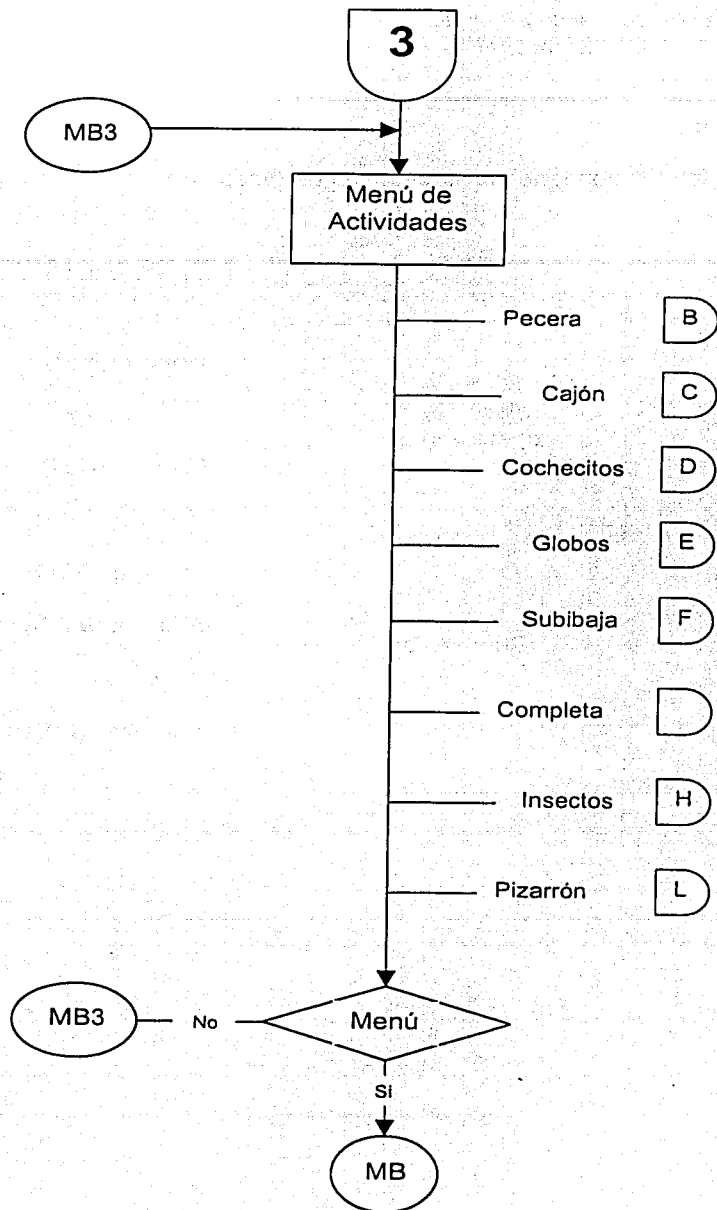 3
MB3
Menú de
Actividades
Pecera B
Cajón C
Cochecitos D
Globos E
Subibaja F
Completa
Insectos H
Pizarrón L
MB3 No Menú
Si
MB